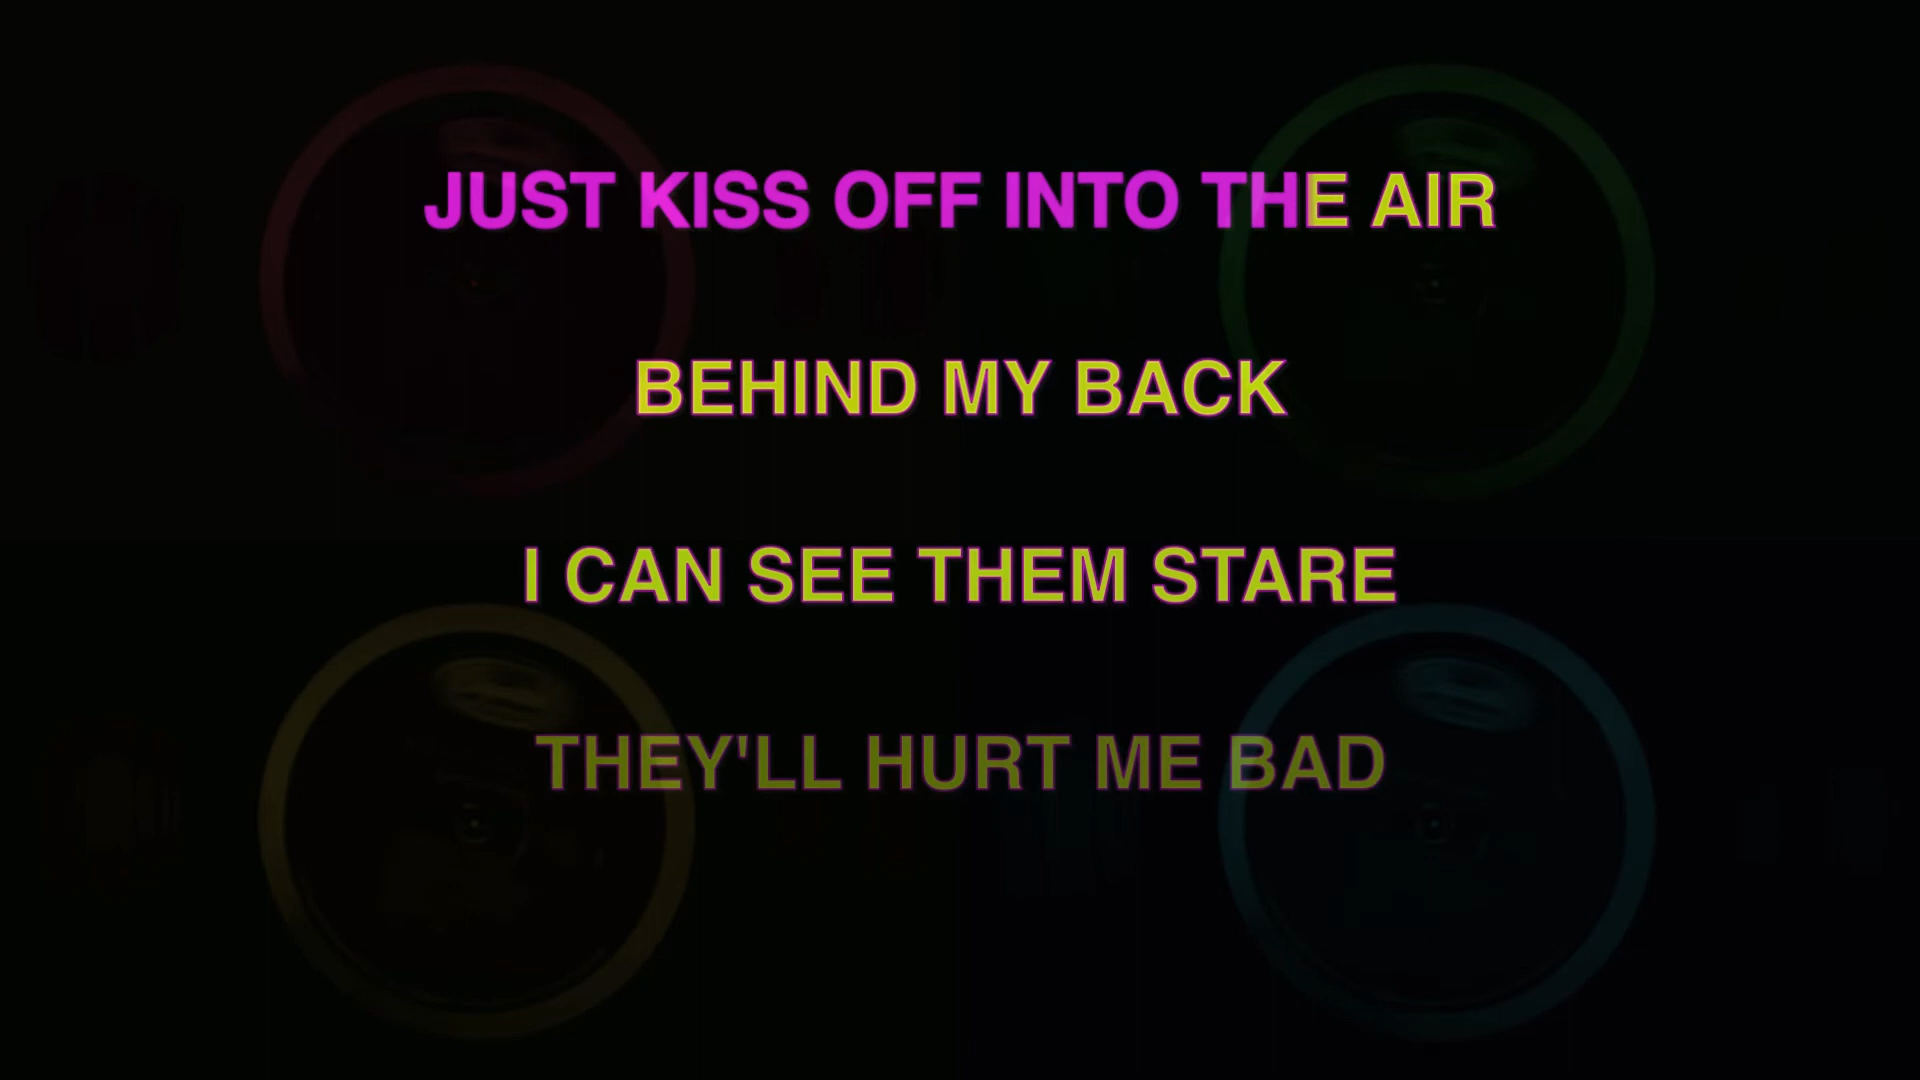 JUST KISS OFF INTO THE AIR
BEHIND MY BACK
I CAN SEE THEM STARE
THEY'LL HURT ME BAD